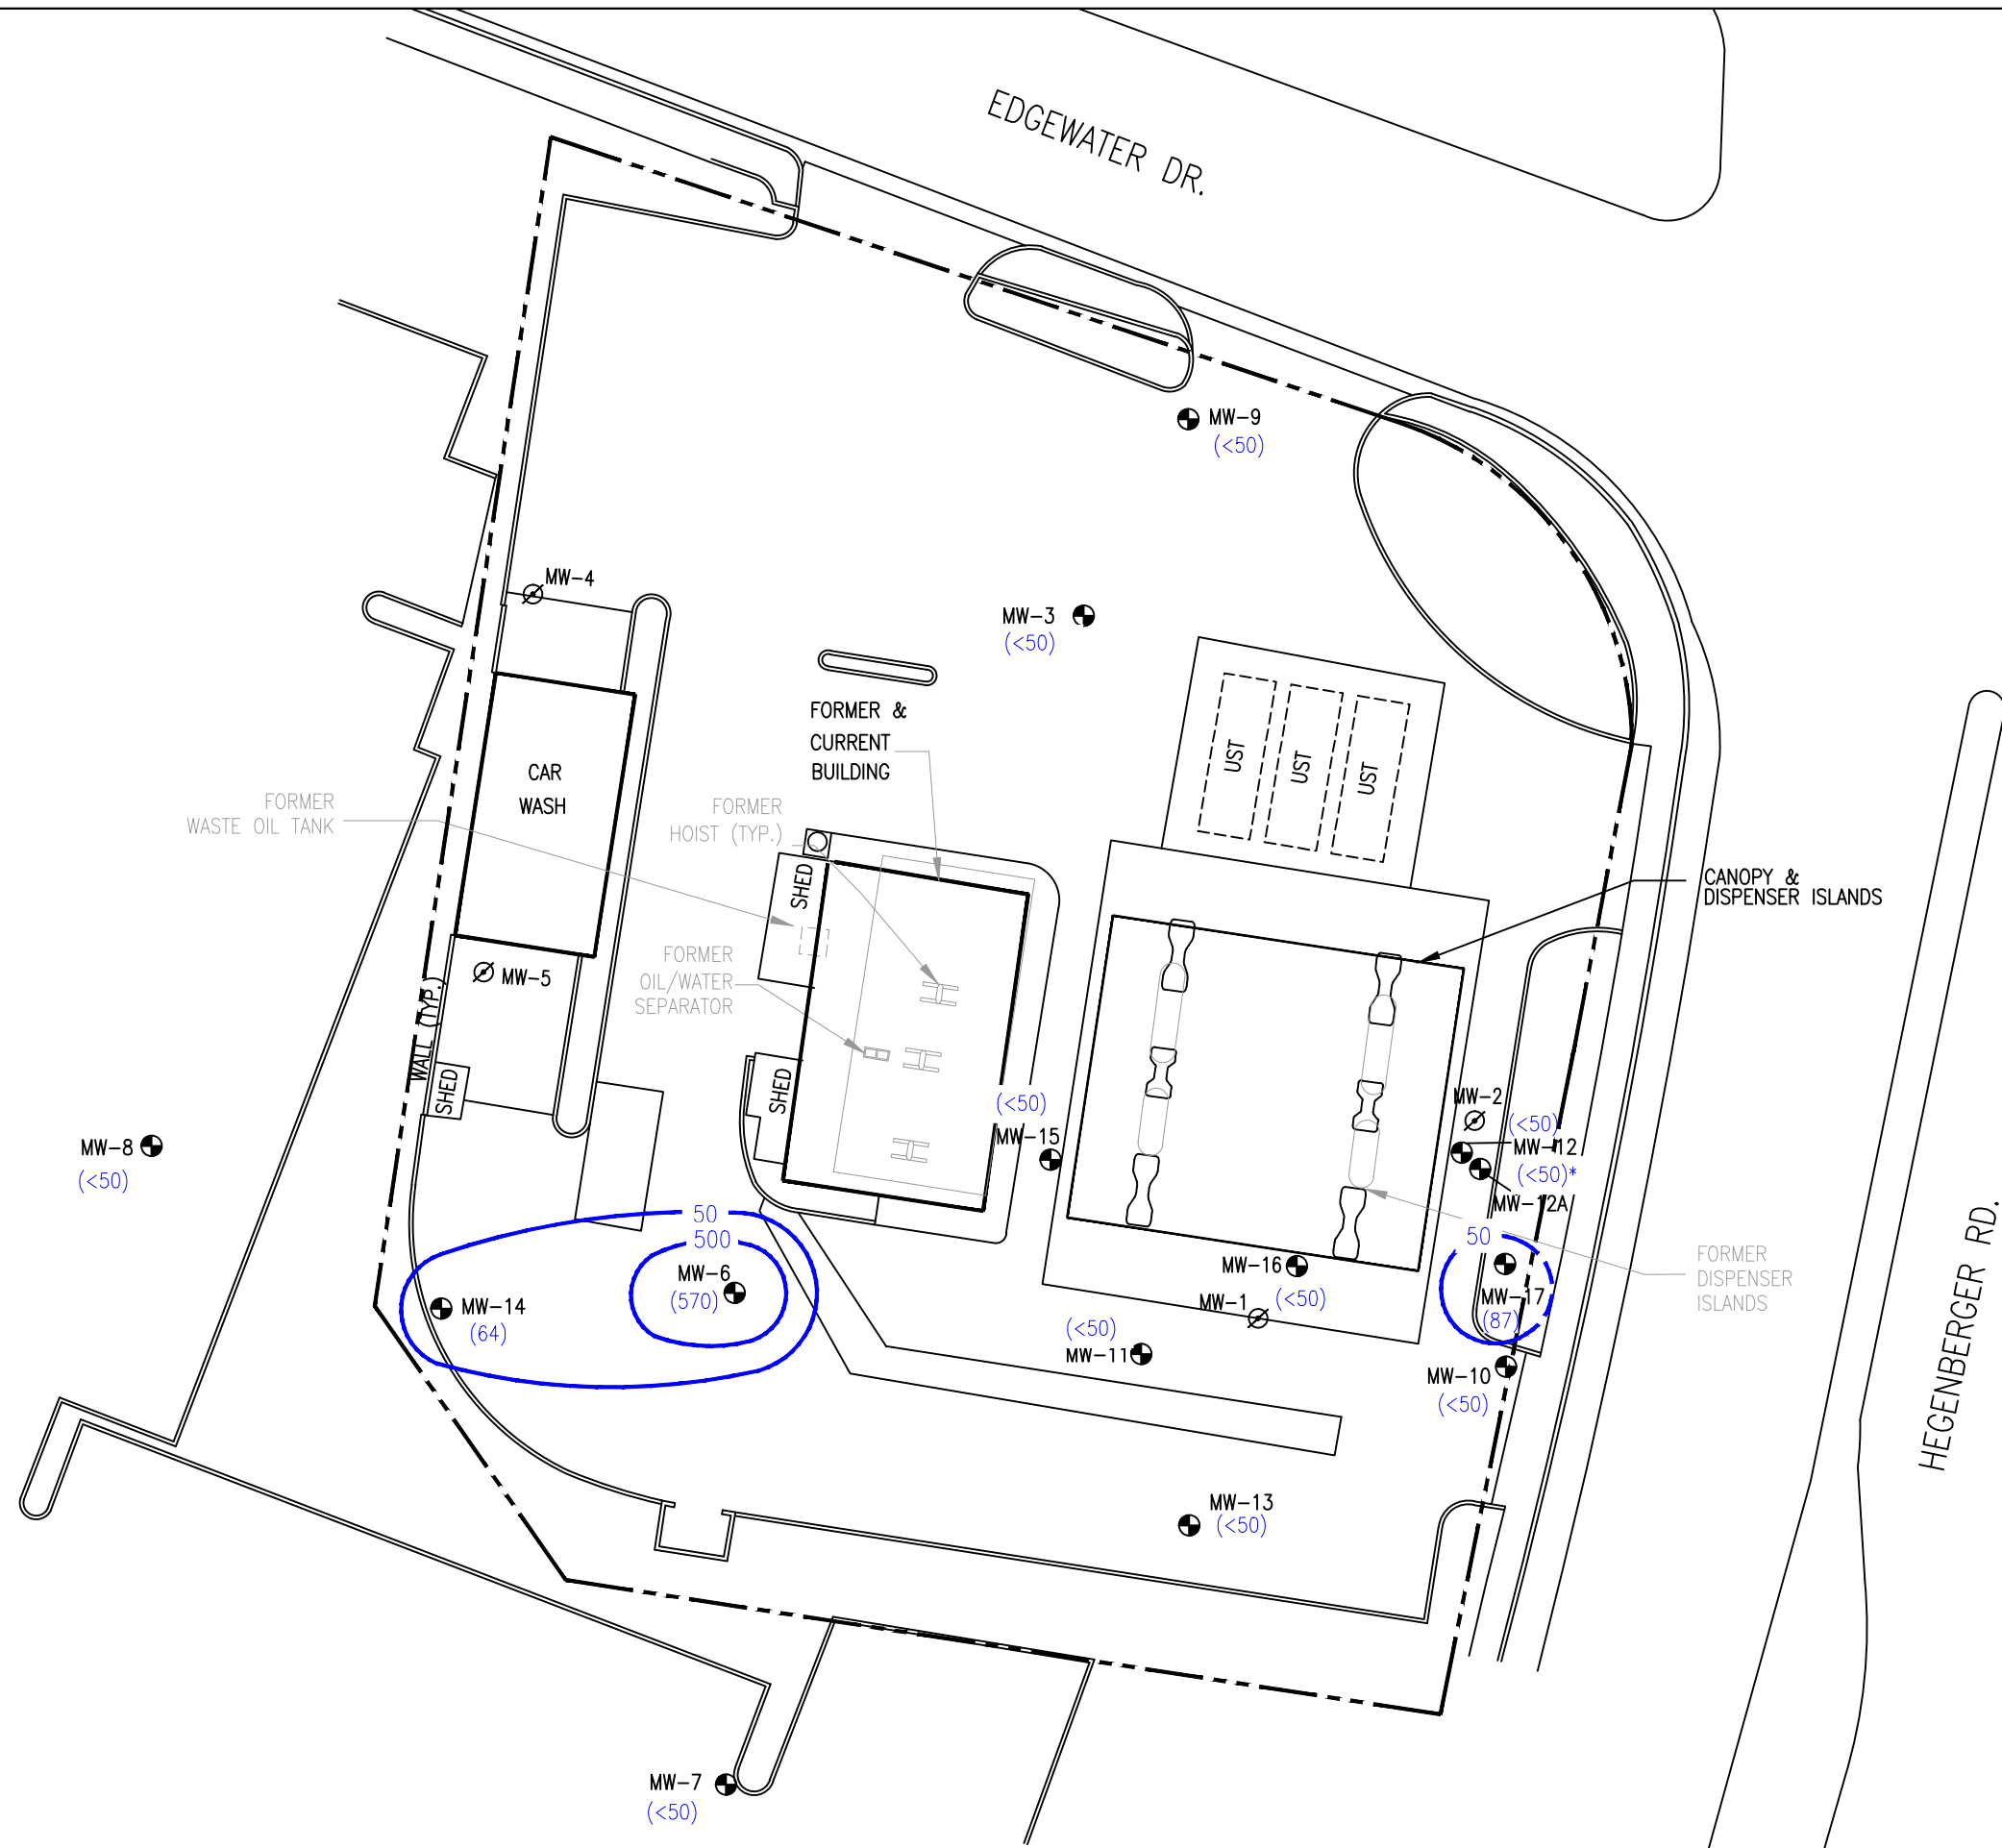 EDGEWATER DR.
MW-9
(<50)
MW-4
MW-3
(<50)
FORMER &
CURRENT
BUILDING
UST
UST
UST
CAR
WASH
FORMER
WASTE OIL TANK
FORMER
HOIST (TYP.)
SHED
CANOPY &
DISPENSER ISLANDS
FORMER
OIL/WATER
SEPARATOR
MW-5
WALL (TYP.)
SHED
SHED
(<50)
MW-15
MW-2
(<50)
MW-12
(<50)*
MW-12A
MW-8
(<50)
50
500
MW-6
(570)
MW-14
(64)
MW-16
(<50)
MW-1
(<50)
MW-11
50
MW-17
(87)
FORMER
DISPENSER
ISLANDS
MW-10
(<50)
HEGENBERGER RD.
MW-13
(<50)
MW-7
(<50)